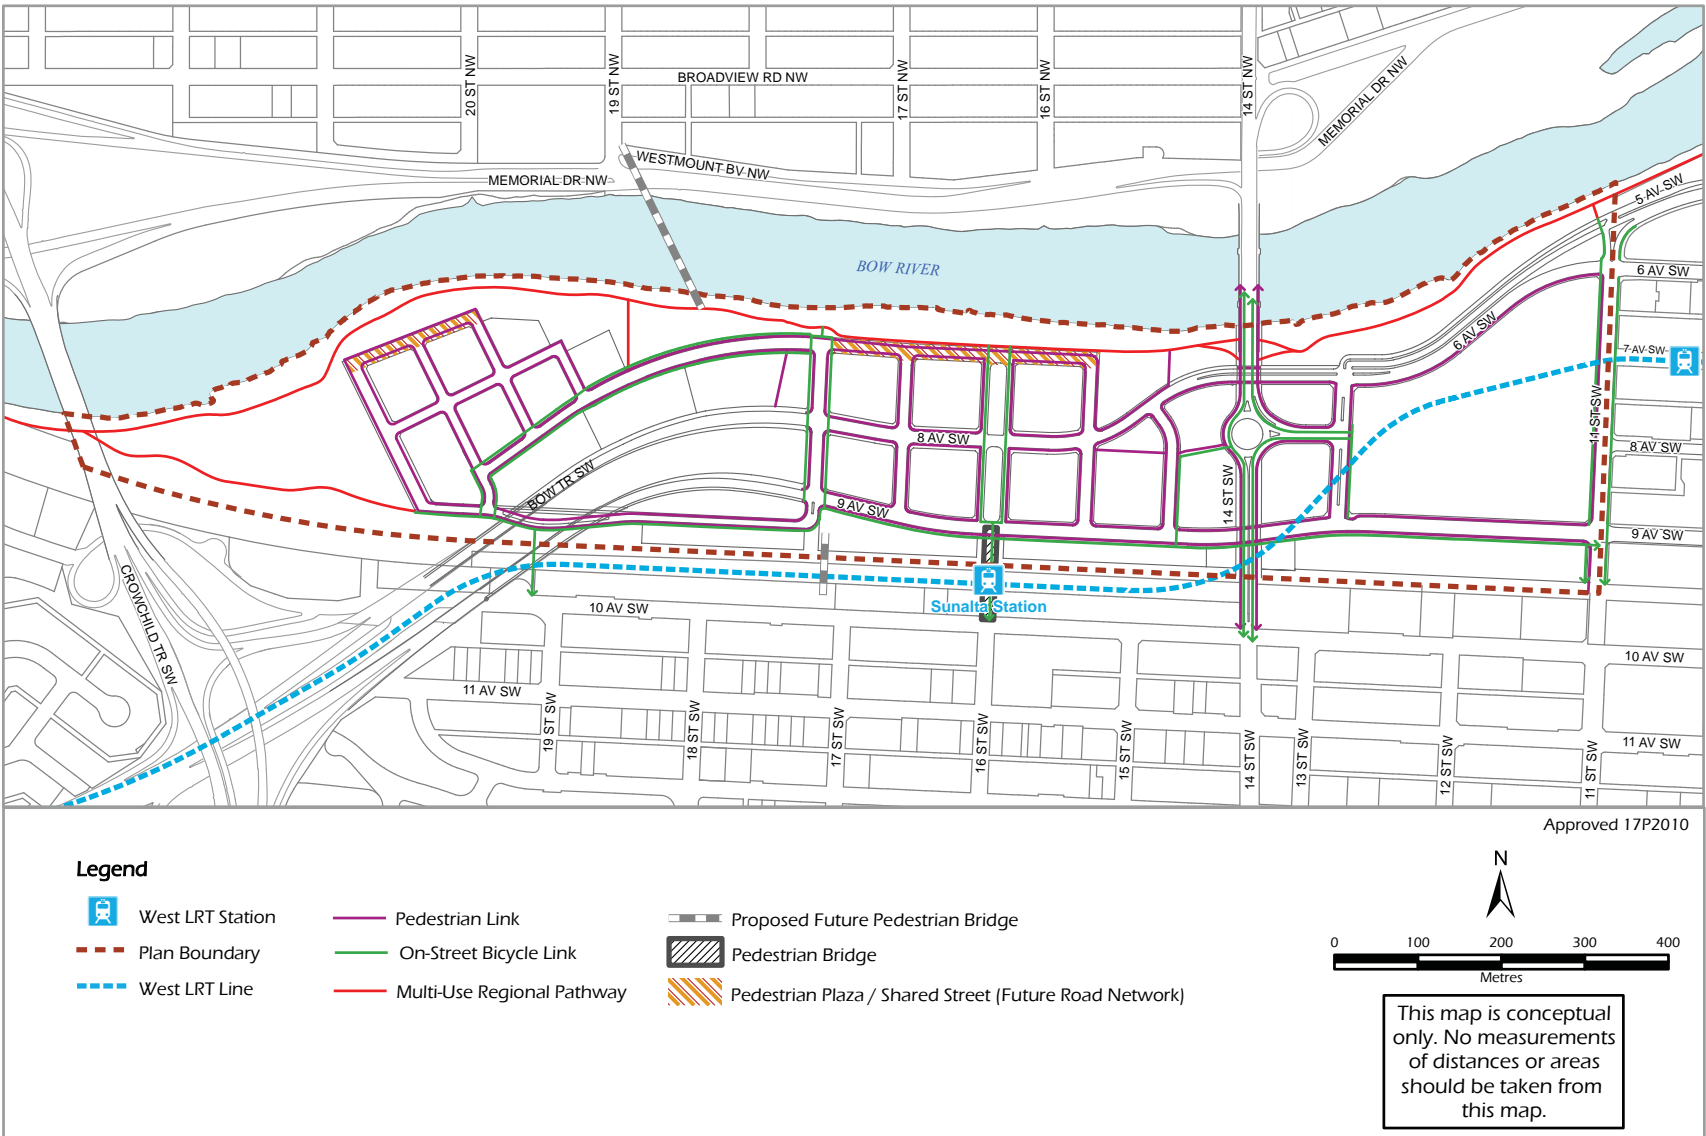 20 ST NW
19 ST NW
BROADVIEW RD NW
17 ST NW
16 ST NW
14 ST NW
MEMORIAL DR NW
WESTMOUNT BV NW
MEMORIAL DR NW
5 AV SW
BOW RIVER
6 AV SW
6 AV SW
7 AV SW
11 ST SW
8 AV SW
8 AV SW
BOW TR SW
14 ST SW
9 AV SW
9 AV SW
CROWCHILD TR SW
10 AV SW
Sunalta Station
10 AV SW
11 AV SW
19 ST SW
18 ST SW
17 ST SW
16 ST SW
15 ST SW
14 ST SW
13 ST SW
12 ST SW
11 ST SW
11 AV SW
Approved 17P2010
Legend
West LRT Station
Plan Boundary
West LRT Line
Pedestrian Link
On-Street Bicycle Link
Multi-Use Regional Pathway
Proposed Future Pedestrian Bridge
Pedestrian Bridge
Pedestrian Plaza / Shared Street (Future Road Network)
N
0 100 200 300 400
Metres
This map is conceptual
only. No measurements
of distances or areas
should be taken from
this map.